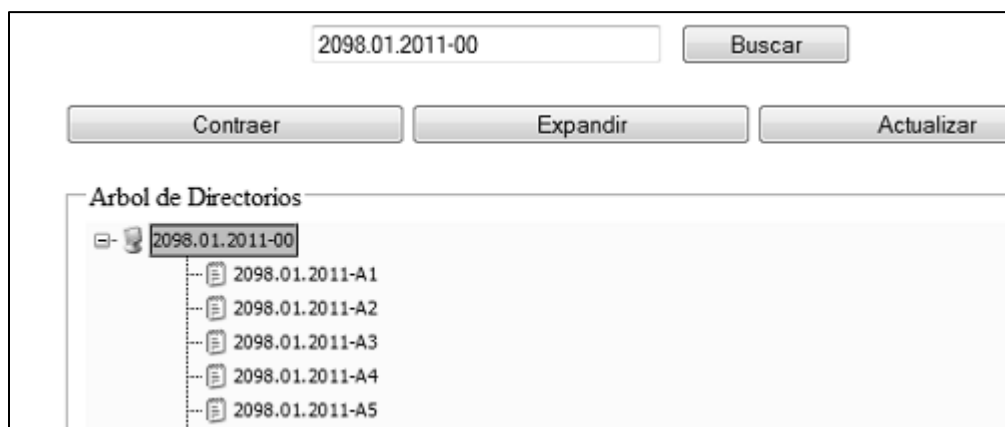 2098.01.2011-00 Buscar
Contraer Expandir Actualizar
Arbol de Directorios
2098.01.2011-00
2098.01.2011-A1
2098.01.2011-A2
2098.01.2011-A3
2098.01.2011-A4
2098.01.2011-A5